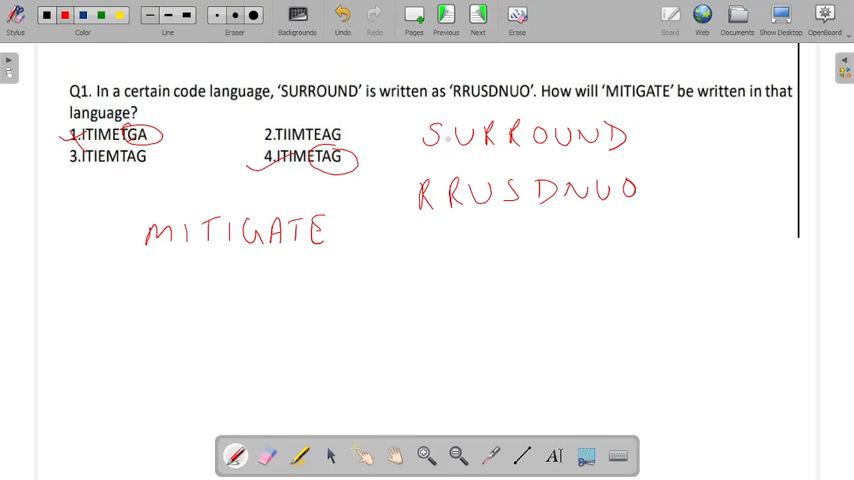 Stylus
Color
Line
Eraser
Backgrounds
Undo
Redo
Pages
Previous
Next
Erase
Board
Web
Show Desktop
OpenBoard
Q1. In a certain code language, ‘SURROUND’ is written as ‘RRUSDNUO’. How will ‘MITIGATE’ be written in that
language?
1.ITIMETGA 2.TIIMTEAG
3.ITIEMTAG 4.ITIMETAG
SURROUND
RRUSDNUO
MITIGATE